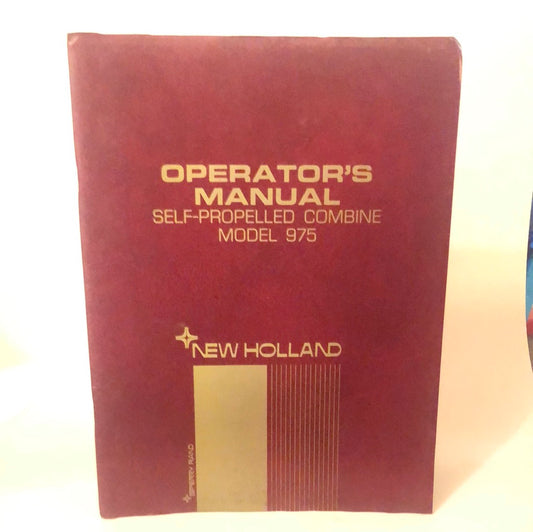 OPERATOR'S
MANUAL
SELF-PROPELLED COMBINE
MODEL 975
NEW HOLLAND
SPERRY RAND